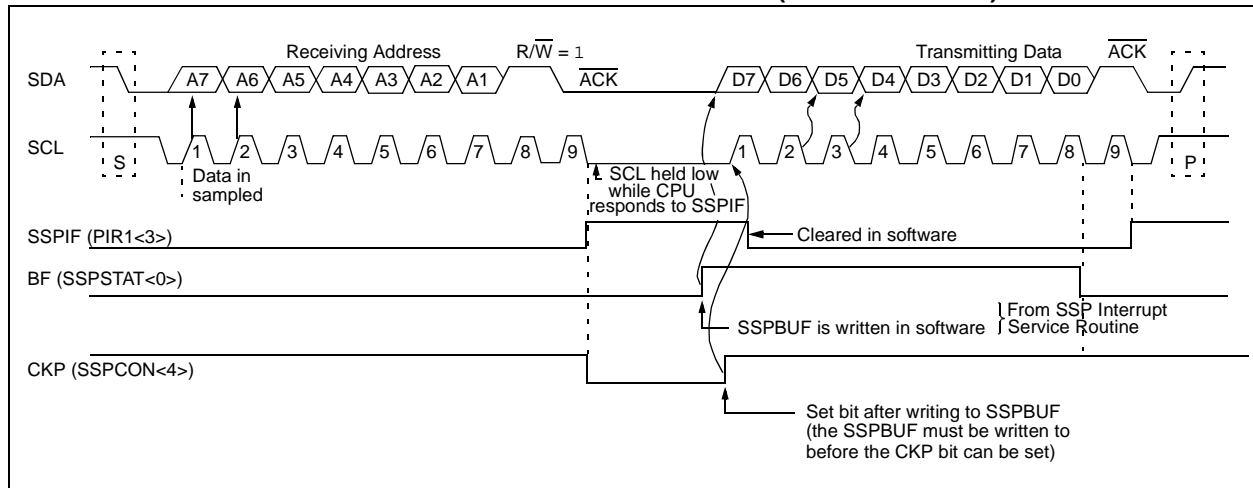 Receiving Address R/W = 1 Transmitting Data ACK
SDA A7 A6 A5 A4 A3 A2 A1 ACK D7 D6 D5 D4 D3 D2 D1 D0
SCL S 1 2 3 4 5 6 7 8 9 1 2 3 4 5 6 7 8 9 P
Data in
sampled
SCL held low
while CPU
responds to SSPIF
SSPIF (PIR1<3>)
Cleared in software
BF (SSPSTAT<0>)
SSPBUF is written in software
From SSP Interrupt
Service Routine
CKP (SSPCON<4>)
Set bit after writing to SSPBUF
(the SSPBUF must be written to
before the CKP bit can be set)